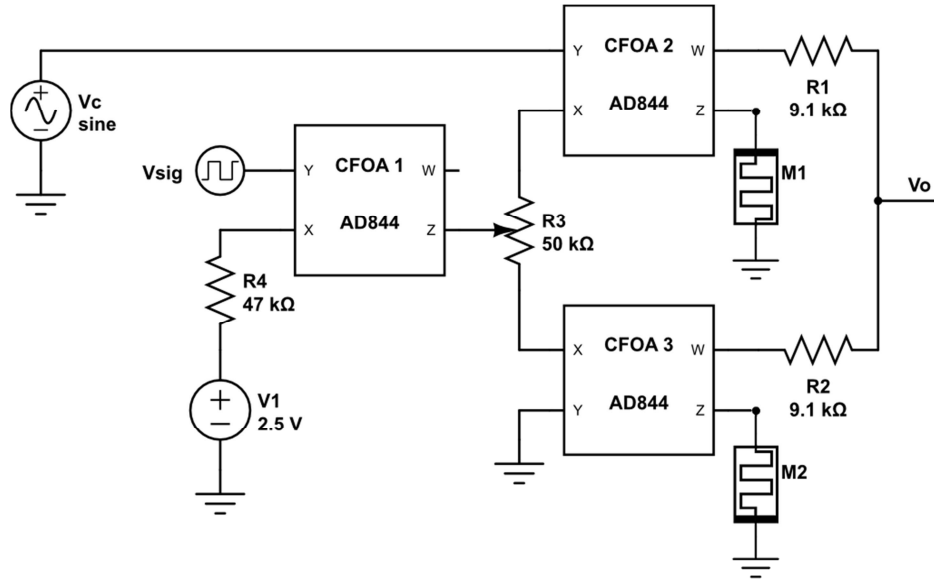 Vc
sine
Vsig
Y
CFOA 1
W
X
AD844
Z
R4
47 kΩ
V1
2.5 V
Y
CFOA 2
W
X
AD844
Z
R1
9.1 kΩ
M1
Vo
R3
50 kΩ
X
CFOA 3
W
Y
AD844
Z
R2
9.1 kΩ
M2